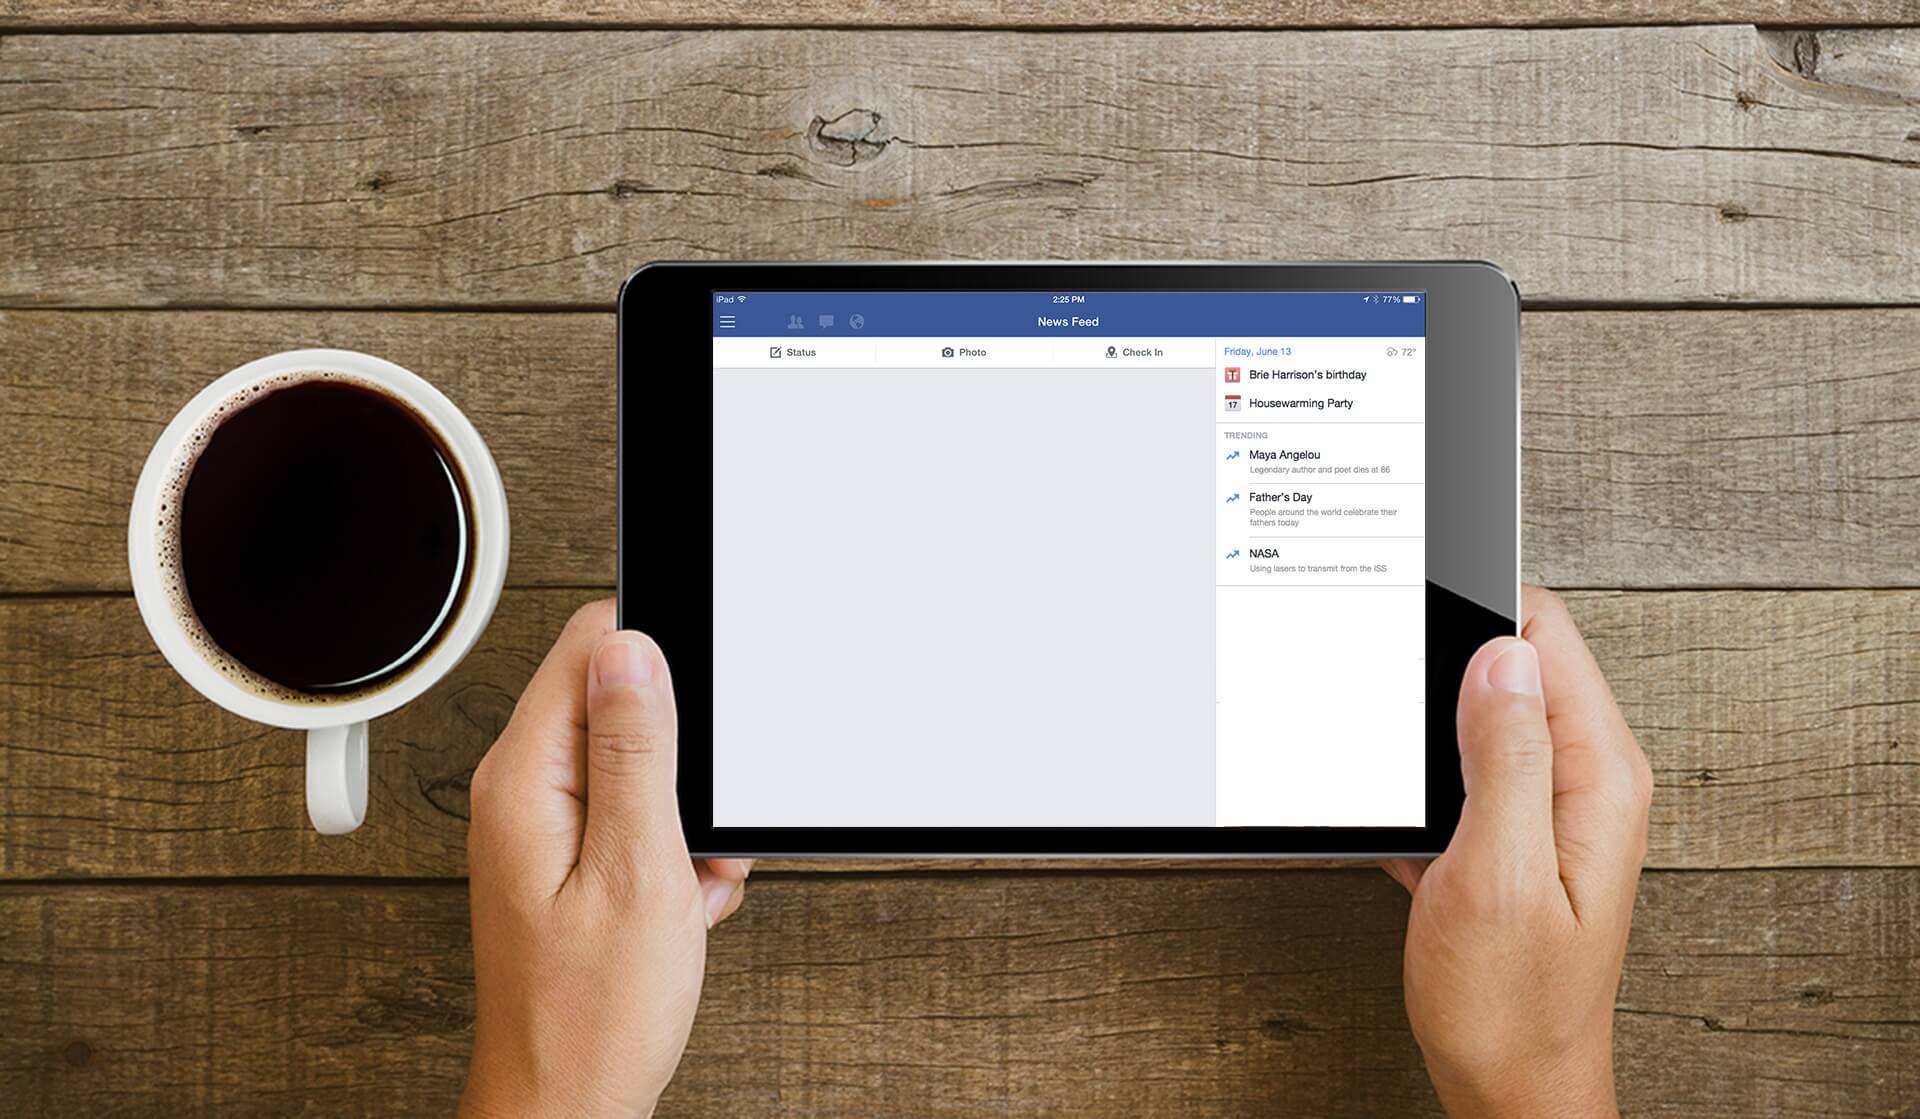 iPad 2:25 PM 77%
News Feed
Status Photo Check In
Friday, June 13 72°
Brie Harrison's birthday
17 Housewarming Party
TRENDING
Maya Angelou
Legendary author and poet dies at 86
Father's Day
People around the world celebrate their
fathers today
NASA
Using lasers to transmit from the ISS